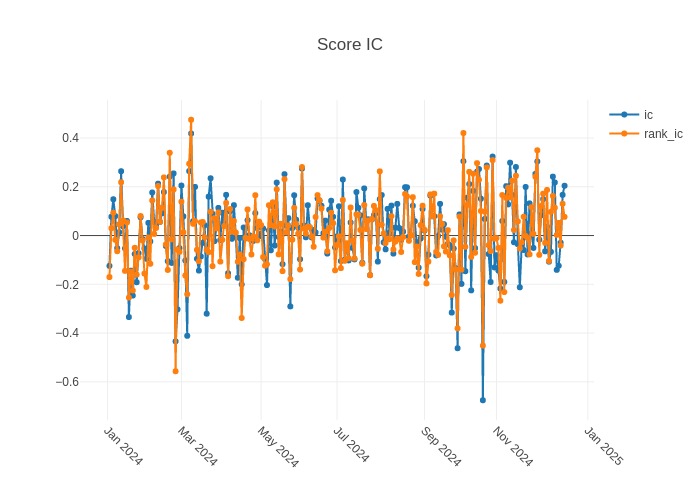 Score IC
ic
rank_ic
0.4
0.2
0
−0.2
−0.4
−0.6
Jan 2024
Mar 2024
May 2024
Jul 2024
Sep 2024
Nov 2024
Jan 2025